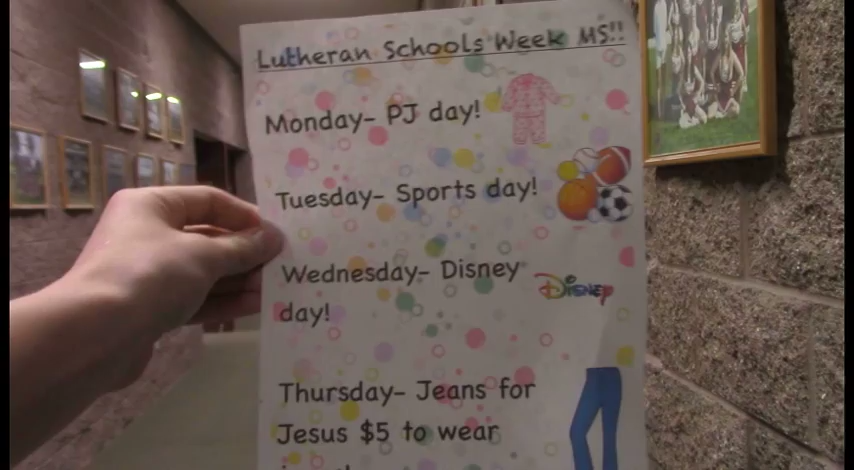 Lutheran Schools Week MS!!
Monday- PJ day!
Tuesday- Sports day!
Wednesday- Disney
day!
Disney
Thursday- Jeans for
Jesus $5 to wear